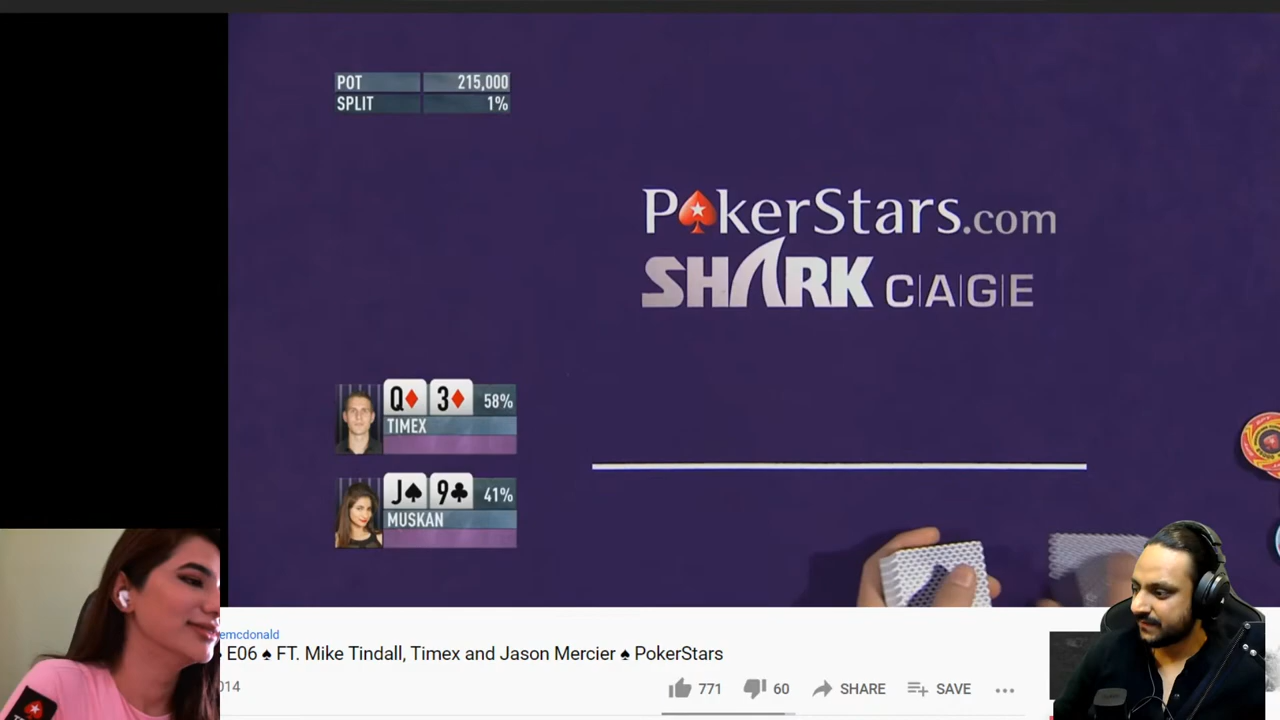 POT 215,000
SPLIT 1%
PokerStars.com
SHARK C|A|G|E
Q♦ 3♦ 58%
TIMEX
J♠ 9♣ 41%
MUSKAN
emcdonald
E06 ♠ FT. Mike Tindall, Timex and Jason Mercier ♠ PokerStars
014
771 60 SHARE SAVE ...